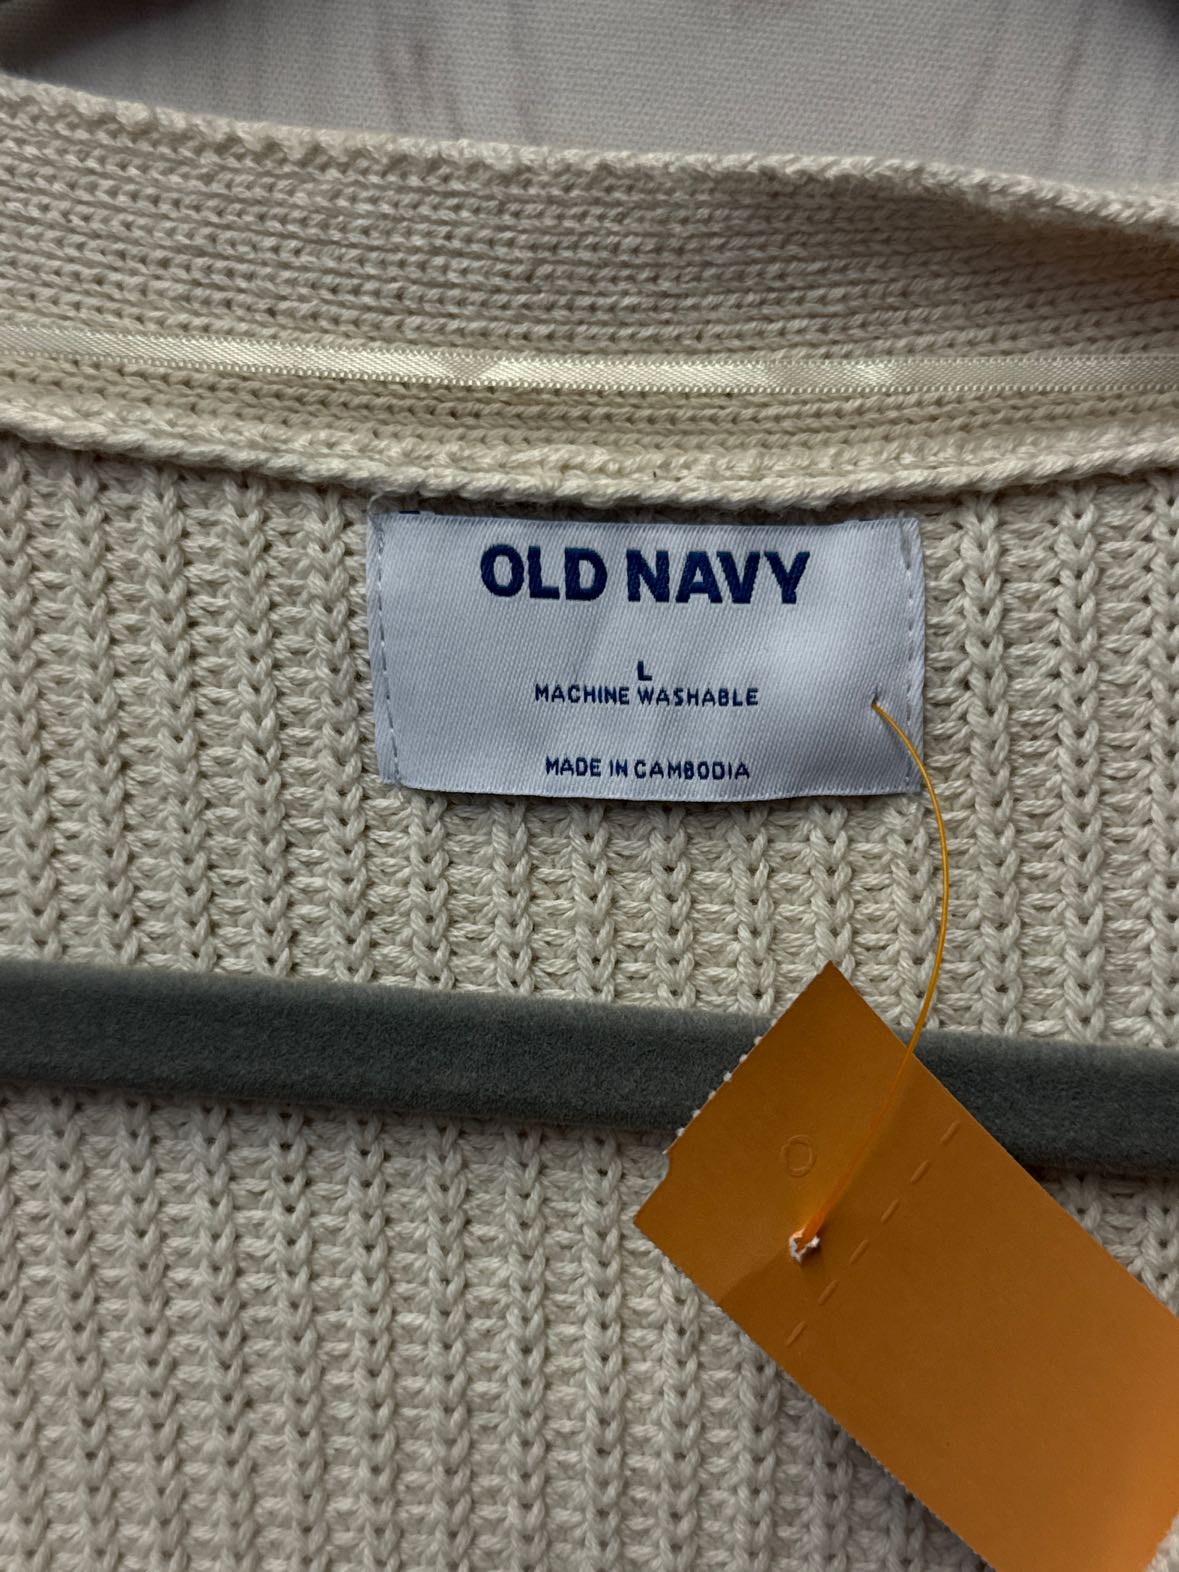 OLD NAVY
L
MACHINE WASHABLE
MADE IN CAMBODIA